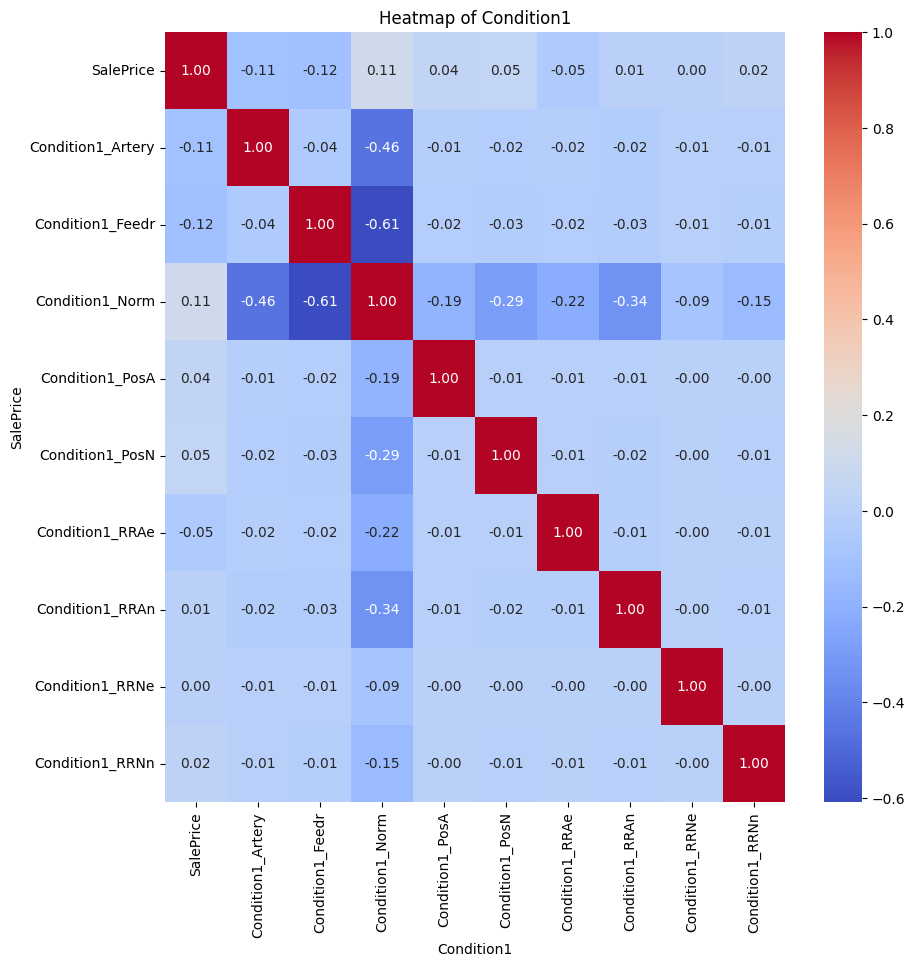 Heatmap of Condition1
SalePrice 1.00 -0.11 -0.12 0.11 0.04 0.05 -0.05 0.01 0.00 0.02
Condition1_Artery -0.11 1.00 -0.04 -0.46 -0.01 -0.02 -0.02 -0.02 -0.01 -0.01
Condition1_Feedr -0.12 -0.04 1.00 -0.61 -0.02 -0.03 -0.02 -0.03 -0.01 -0.01
Condition1_Norm 0.11 -0.46 -0.61 1.00 -0.19 -0.29 -0.22 -0.34 -0.09 -0.15
Condition1_PosA 0.04 -0.01 -0.02 -0.19 1.00 -0.01 -0.01 -0.01 -0.00 -0.00
Condition1_PosN 0.05 -0.02 -0.03 -0.29 -0.01 1.00 -0.01 -0.02 -0.00 -0.01
Condition1_RRAe -0.05 -0.02 -0.02 -0.22 -0.01 -0.01 1.00 -0.01 -0.00 -0.01
Condition1_RRAn 0.01 -0.02 -0.03 -0.34 -0.01 -0.02 -0.01 1.00 -0.00 -0.01
Condition1_RRNe 0.00 -0.01 -0.01 -0.09 -0.00 -0.00 -0.00 -0.00 1.00 -0.00
Condition1_RRNn 0.02 -0.01 -0.01 -0.15 -0.00 -0.01 -0.01 -0.01 -0.00 1.00
SalePrice
SalePrice
Condition1_Artery
Condition1_Feedr
Condition1_Norm
Condition1_PosA
Condition1_PosN
Condition1_RRAe
Condition1_RRAn
Condition1_RRNe
Condition1_RRNn
Condition1
1.0
0.8
0.6
0.4
0.2
0.0
−0.2
−0.4
−0.6